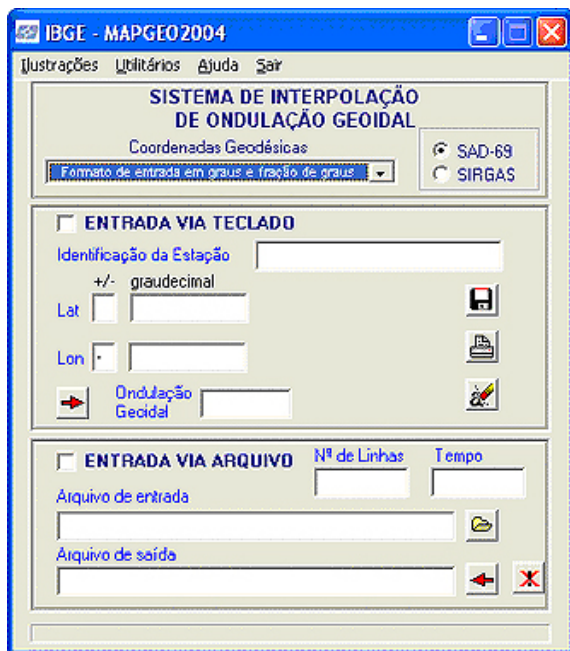 IBGE - MAPGEO2004
Ilustrações Utilitários Ajuda Sair
SISTEMA DE INTERPOLAÇÃO
DE ONDULAÇÃO GEOIDAL
Coordenadas Geodésicas
Formato de entrada em graus e fração de graus
SAD-69
SIRGAS
ENTRADA VIA TECLADO
Identificação da Estação
+/- graudecimal
Lat
Lon -
Ondulação
Geoidal
ENTRADA VIA ARQUIVO Nº de Linhas Tempo
Arquivo de entrada
Arquivo de saída